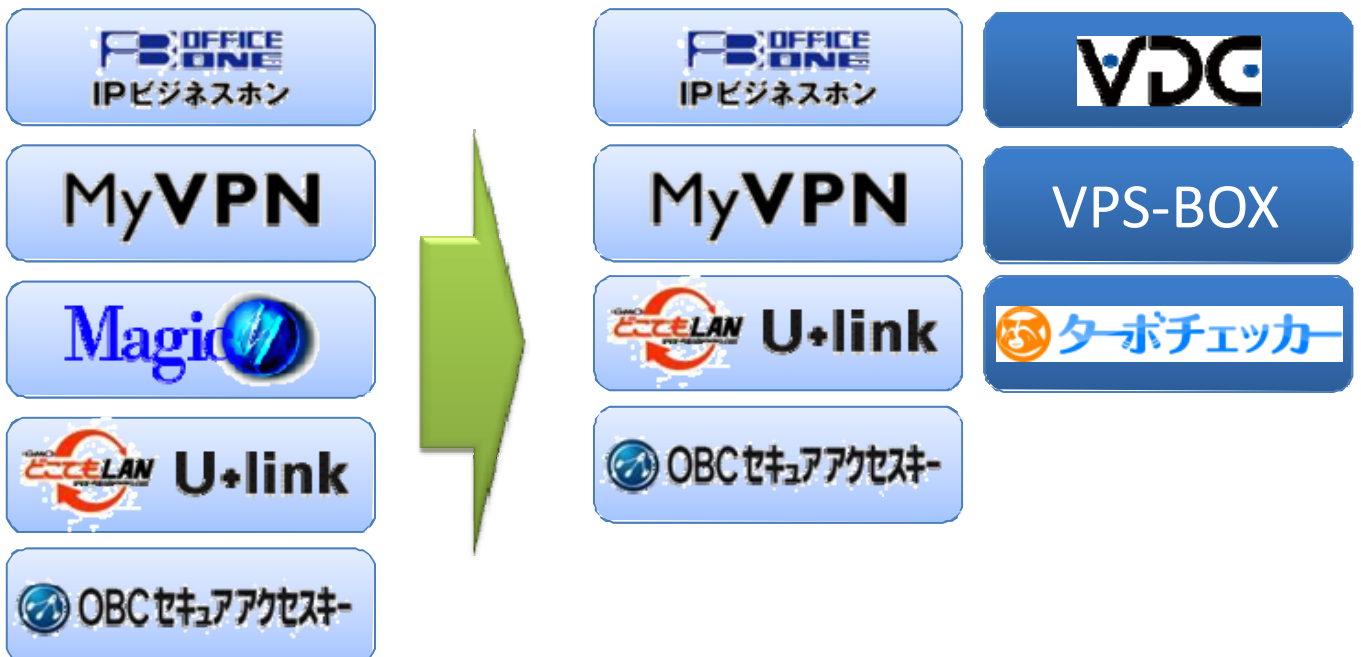 FB OFFICE ONE
IPビジネスホン
MyVPN
Magic
GMO どこでもLAN U+link
OBCセキュアアクセスキー
FB OFFICE ONE
IPビジネスホン
MyVPN
GMO どこでもLAN U+link
OBCセキュアアクセスキー
VDC
VPS-BOX
ターボチェッカー